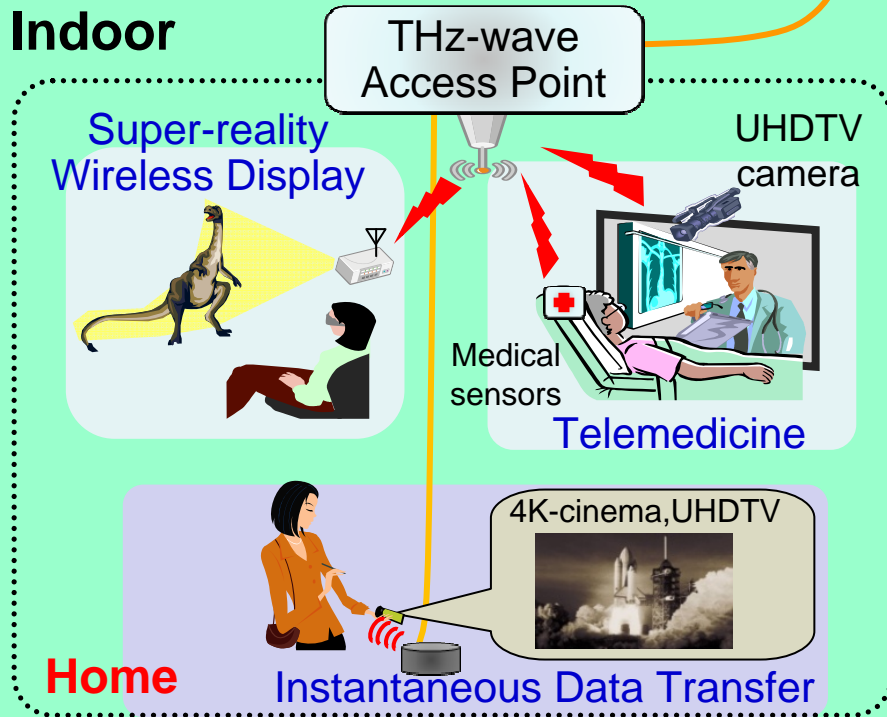 Indoor
THz-wave
Access Point
Super-reality
Wireless Display
UHDTV
camera
Medical
sensors
Telemedicine
4K-cinema,UHDTV
Home
Instantaneous Data Transfer